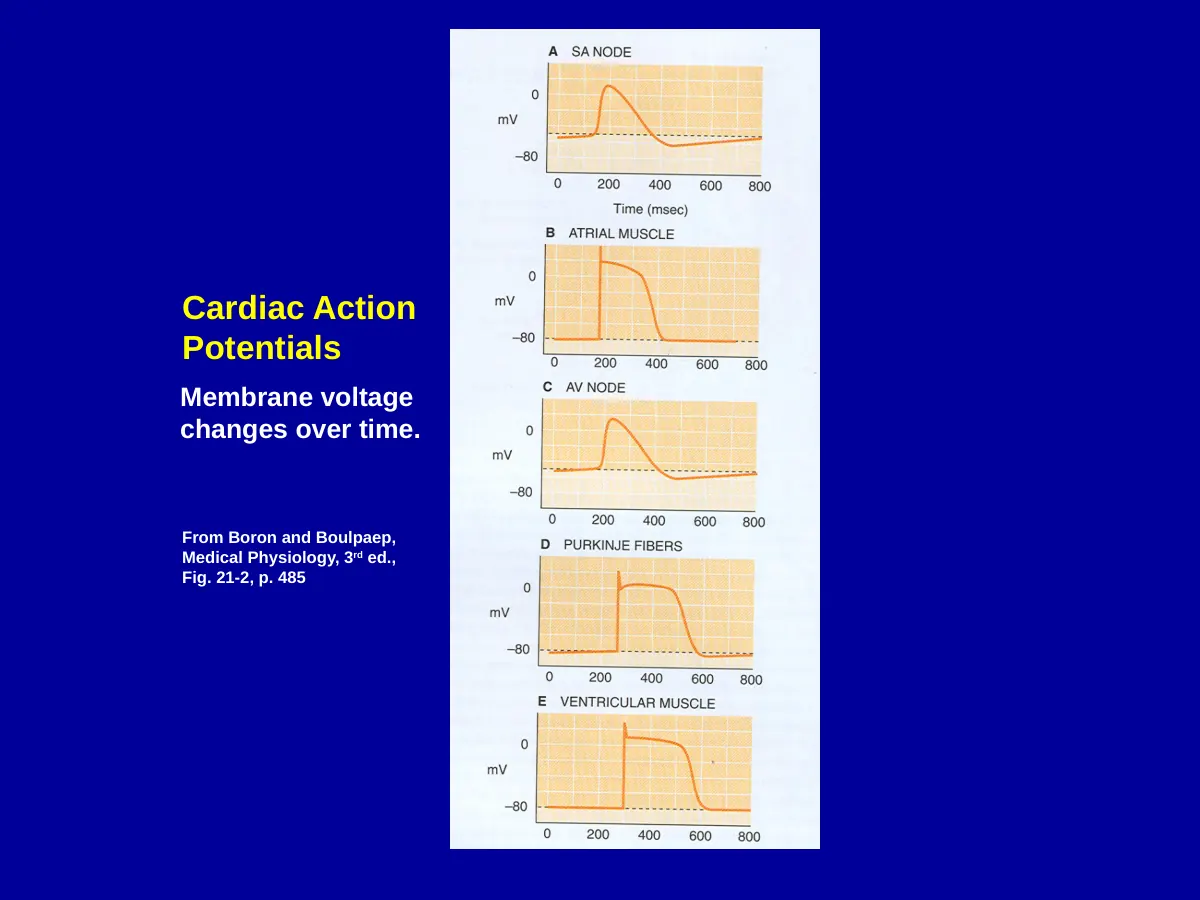 Cardiac Action
Potentials
Membrane voltage
changes over time.
From Boron and Boulpaep,
Medical Physiology, 3rd ed.,
Fig. 21-2, p. 485
A SA NODE
0
mV
–80
0 200 400 600 800
Time (msec)
B ATRIAL MUSCLE
0
mV
–80
0 200 400 600 800
C AV NODE
0
mV
–80
0 200 400 600 800
D PURKINJE FIBERS
0
mV
–80
0 200 400 600 800
E VENTRICULAR MUSCLE
0
mV
–80
0 200 400 600 800